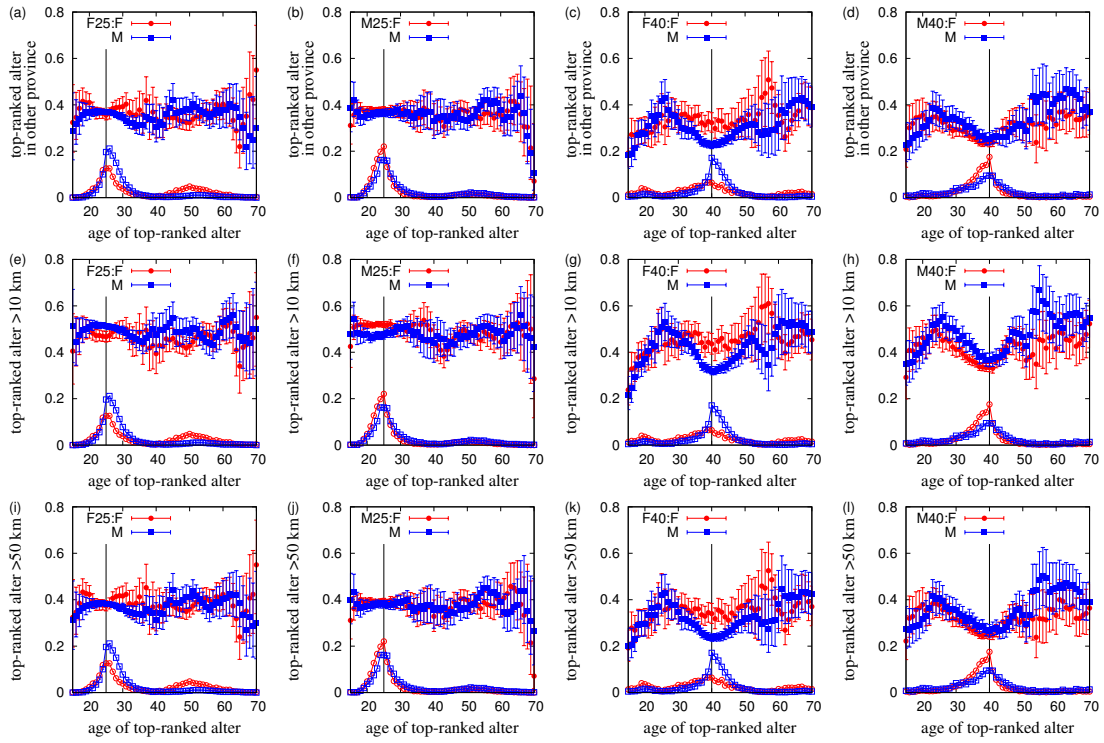 (a) F25:F
M
top-ranked alter
in other province
0.8
0.6
0.4
0.2
0
20 30 40 50 60 70
age of top-ranked alter
(b) M25:F
M
top-ranked alter
in other province
0.8
0.6
0.4
0.2
0
20 30 40 50 60 70
age of top-ranked alter
(c) F40:F
M
top-ranked alter
in other province
0.8
0.6
0.4
0.2
0
20 30 40 50 60 70
age of top-ranked alter
(d) M40:F
M
top-ranked alter
in other province
0.8
0.6
0.4
0.2
0
20 30 40 50 60 70
age of top-ranked alter
(e) F25:F
M
top-ranked alter >10 km
0.8
0.6
0.4
0.2
0
20 30 40 50 60 70
age of top-ranked alter
(f) M25:F
M
top-ranked alter >10 km
0.8
0.6
0.4
0.2
0
20 30 40 50 60 70
age of top-ranked alter
(g) F40:F
M
top-ranked alter >10 km
0.8
0.6
0.4
0.2
0
20 30 40 50 60 70
age of top-ranked alter
(h) M40:F
M
top-ranked alter >10 km
0.8
0.6
0.4
0.2
0
20 30 40 50 60 70
age of top-ranked alter
(i) F25:F
M
top-ranked alter >50 km
0.8
0.6
0.4
0.2
0
20 30 40 50 60 70
age of top-ranked alter
(j) M25:F
M
top-ranked alter >50 km
0.8
0.6
0.4
0.2
0
20 30 40 50 60 70
age of top-ranked alter
(k) F40:F
M
top-ranked alter >50 km
0.8
0.6
0.4
0.2
0
20 30 40 50 60 70
age of top-ranked alter
(l) M40:F
M
top-ranked alter >50 km
0.8
0.6
0.4
0.2
0
20 30 40 50 60 70
age of top-ranked alter